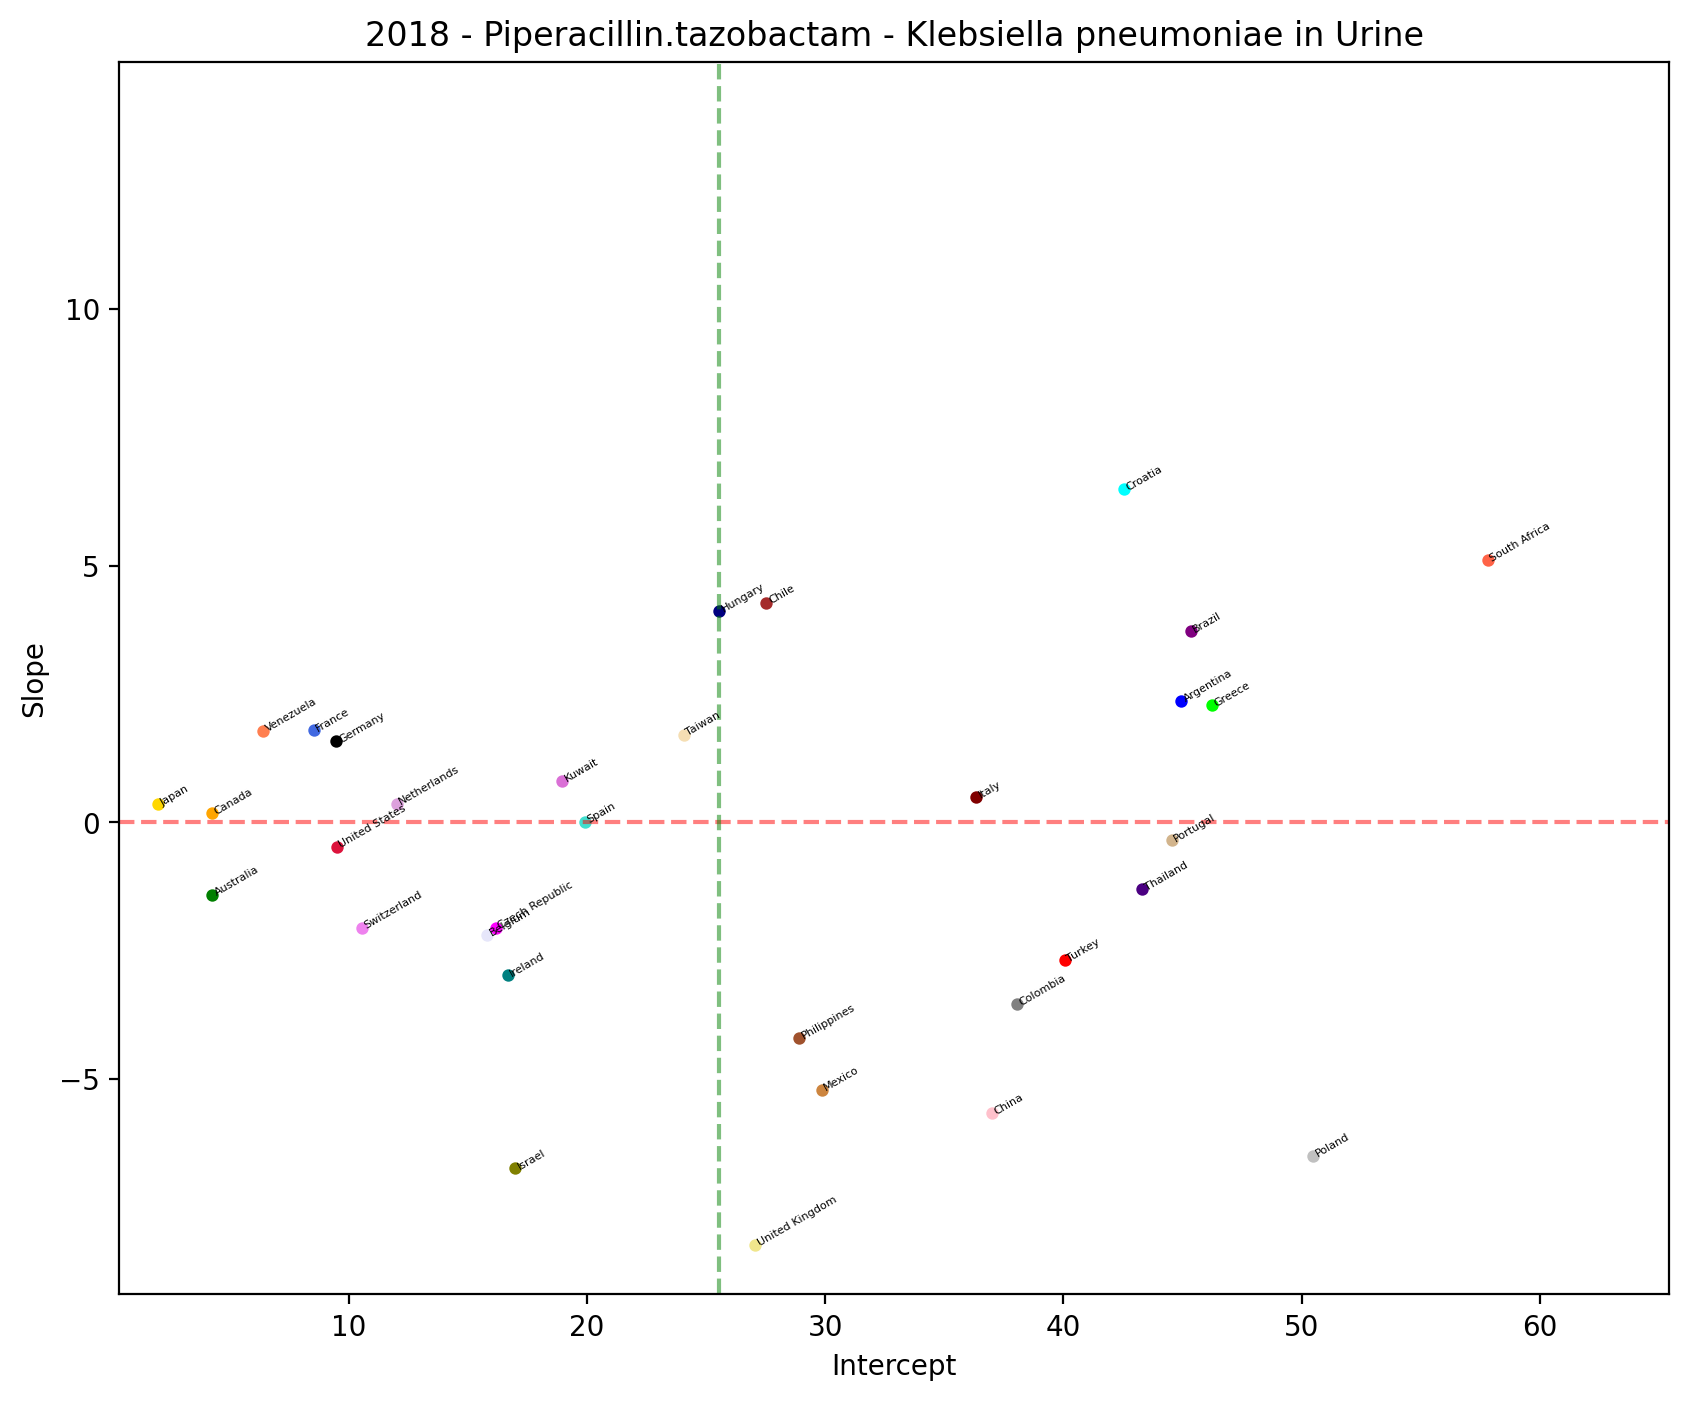 2018 - Piperacillin.tazobactam - Klebsiella pneumoniae in Urine
Slope
10
5
0
−5
Croatia
South Africa
Hungary
Chile
Brazil
Argentina
Greece
Venezuela
France
Germany
Taiwan
Kuwait
Netherlands
Japan
Canada
Italy
Spain
United States
Portugal
Australia
Thailand
Switzerland
Czech Republic
Belgium
Ireland
Turkey
Colombia
Philippines
Mexico
China
Israel
Poland
United Kingdom
10 20 30 40 50 60
Intercept